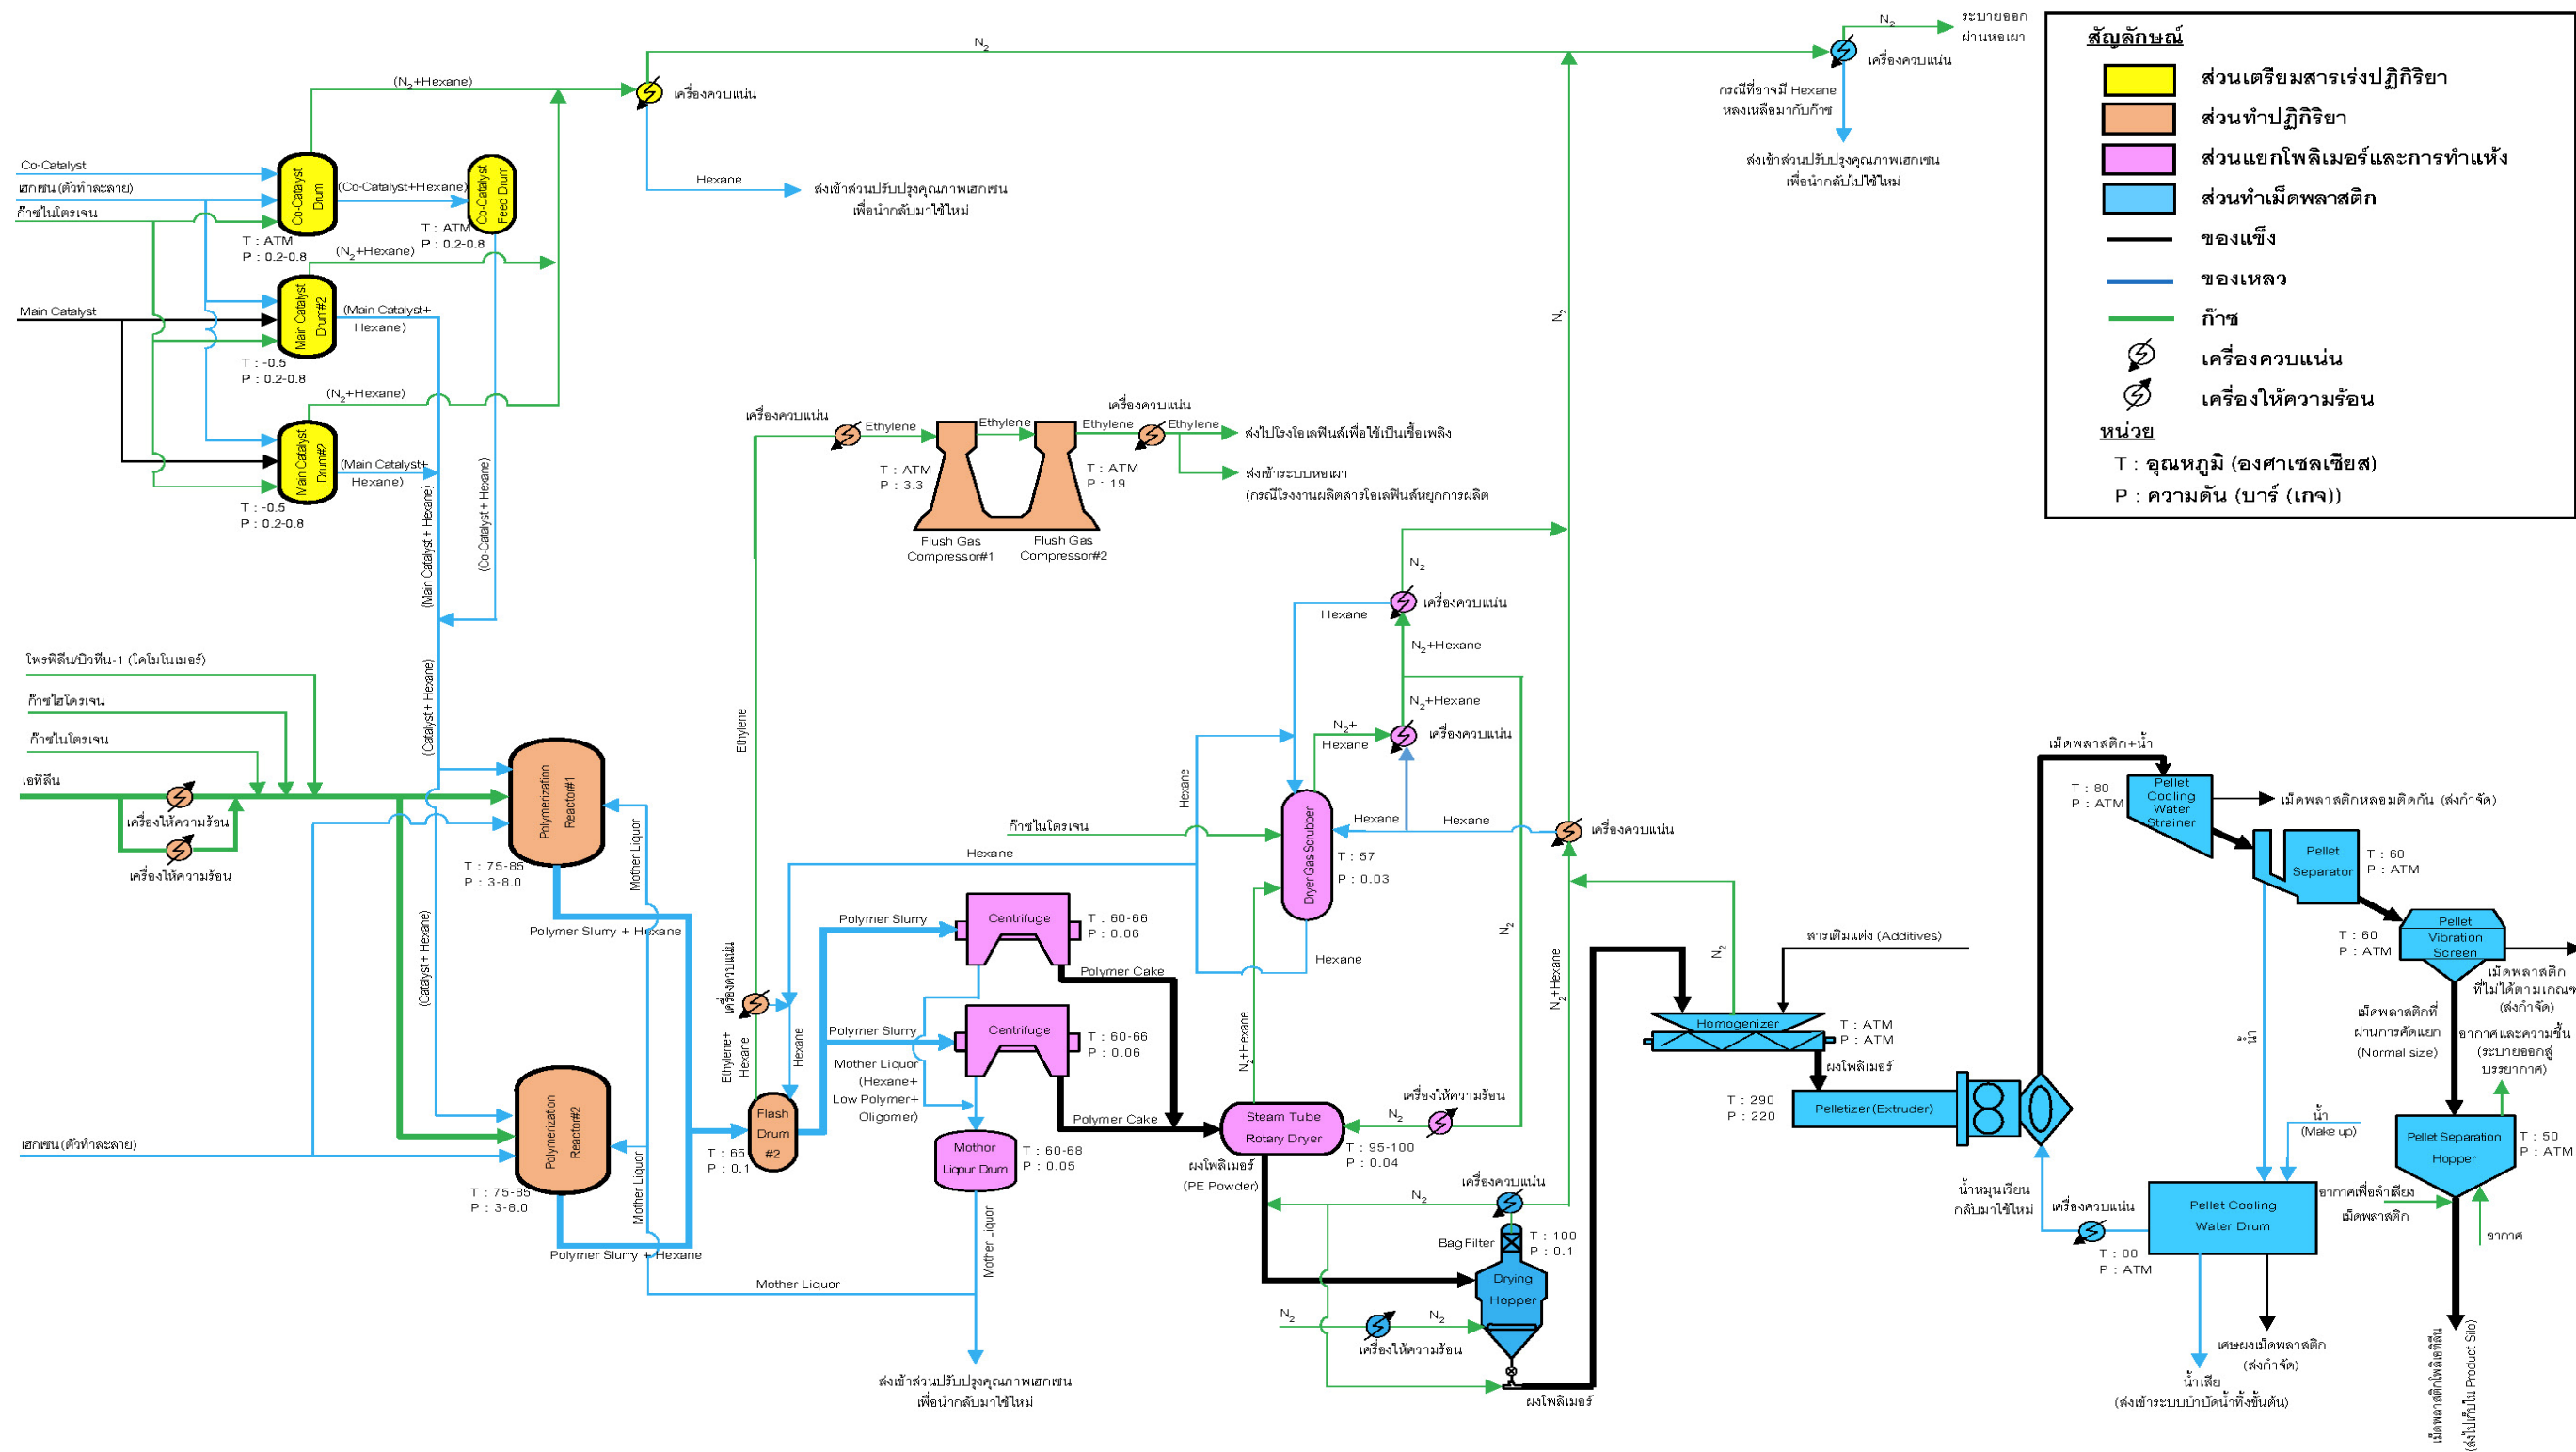 N2
ระบายออก
ผ่านหอเผา
N2
เครื่องควบแน่น
(N2+Hexane)
เครื่องควบแน่น
กรณีที่อาจมี Hexane
หลงเหลือมากับก๊าซ
ส่งเข้าส่วนปรับปรุงคุณภาพเฮกเซน
เพื่อนำกลับไปใช้ใหม่
Hexane
ส่งเข้าส่วนปรับปรุงคุณภาพเฮกเซน
เพื่อนำกลับมาใช้ใหม่
สัญลักษณ์
ส่วนเตรียมสารเร่งปฏิกิริยา
ส่วนทำปฏิกิริยา
ส่วนแยกโพลิเมอร์และการทำแห้ง
ส่วนทำเม็ดพลาสติก
ของแข็ง
ของเหลว
ก๊าซ
เครื่องควบแน่น
เครื่องให้ความร้อน
หน่วย
T : อุณหภูมิ (องศาเซลเซียส)
P : ความดัน (บาร์ (เกจ))
Co-Catalyst
เฮกเซน (ตัวทำละลาย)
ก๊าซไนโตรเจน
Co-Catalyst
Drum
(Co-Catalyst+Hexane)
Co-Catalyst
Feed Drum
T : ATM
P : 0.2-0.8
T : ATM
P : 0.2-0.8
(N2+Hexane)
Main Catalyst
Main Catalyst
Drum#2
(Main Catalyst+
Hexane)
T : -0.5
P : 0.2-0.8
(N2+Hexane)
Main Catalyst
Drum#2
(Main Catalyst+
Hexane)
T : -0.5
P : 0.2-0.8
(Main Catalyst + Hexane)
(Co-Catalyst + Hexane)
N2
เครื่องควบแน่น
Ethylene
Ethylene
เครื่องควบแน่น
Ethylene
Ethylene
ส่งไปโรงโอเลฟินส์เพื่อใช้เป็นเชื้อเพลิง
ส่งเข้าระบบหอเผา
(กรณีโรงงานผลิตสารโอเลฟินส์หยุกการผลิต
T : ATM
P : 3.3
T : ATM
P : 19
Flush Gas
Compressor#1
Flush Gas
Compressor#2
N2
เครื่องควบแน่น
Hexane
N2+Hexane
N2+Hexane
N2+
Hexane
เครื่องควบแน่น
โพรพิลีน/บิวทีน-1 (โคโมโนเมอร์)
ก๊าซไฮโดรเจน
ก๊าซไนโตรเจน
เอทิลีน
เครื่องให้ความร้อน
เครื่องให้ความร้อน
(Catalyst + Hexane)
Polymerization
Reactor#1
T : 75-85
P : 3-8.0
Mother Liquor
Polymer Slurry + Hexane
Ethylene
Hexane
ก๊าซไนโตรเจน
Hexane
Dryer Gas Scrubber
Hexane
Hexane
เครื่องควบแน่น
T : 57
P : 0.03
Hexane
N2
N2+Hexane
N2
N2+Hexane
(Catalyst + Hexane)
เฮกเซน (ตัวทำละลาย)
Polymerization
Reactor#2
T : 75-85
P : 3-8.0
Mother Liquor
Polymer Slurry + Hexane
เครื่องควบแน่น
Ethylene+
Hexane
Hexane
Flash
Drum
#2
T : 65
P : 0.1
Polymer Slurry
Centrifuge
T : 60-66
P : 0.06
Polymer Cake
Polymer Slurry
Centrifuge
T : 60-66
P : 0.06
Mother Liquor
(Hexane+
Low Polymer+
Oligomer)
Polymer Cake
Mothor
Liqour Drum
T : 60-68
P : 0.05
Mother Liquor
Mother Liquor
ส่งเข้าส่วนปรับปรุงคุณภาพเฮกเซน
เพื่อนำกลับมาใช้ใหม่
Steam Tube
Rotary Dryer
เครื่องให้ความร้อน
N2
T : 95-100
P : 0.04
ผงโพลิเมอร์
(PE Powder)
N2
เครื่องควบแน่น
Bag Filter
T : 100
P : 0.1
Drying
Hopper
N2
N2
เครื่องให้ความร้อน
ผงโพลิเมอร์
สารเติมแต่ง (Additives)
Homogenizer
T : ATM
P : ATM
ผงโพลิเมอร์
Pelletizer (Extruder)
T : 290
P : 220
เม็ดพลาสติก+น้ำ
Pellet
Cooling
Water
Strainer
T : 80
P : ATM
เม็ดพลาสติกหลอมติดกัน (ส่งกำจัด)
Pellet
Separator
T : 60
P : ATM
Pellet
Vibration
Screen
T : 60
P : ATM
เม็ดพลาสติก
ที่ไม่ได้ตามเกณฑ
(ส่งกำจัด)
เม็ดพลาสติกที่
ผ่านการคัดแยก
(Normal size)
อากาศและความชื้น
(ระบายออกสู่
บรรยากาศ)
น้ำ
น้ำ
(Make up)
Pellet Separation
Hopper
T : 50
P : ATM
น้ำหมุนเวียน
กลับมาใช้ใหม่
เครื่องควบแน่น
Pellet Cooling
Water Drum
T : 80
P : ATM
อากาศเพื่อลำเลียง
เม็ดพลาสติก
อากาศ
น้ำเสีย
(ส่งเข้าระบบบำบัดน้ำทิ้งขั้นต้น)
เศษผงเม็ดพลาสติก
(ส่งกำจัด)
เม็ดพลาสติกโพลิเอทิลีน
(ส่งไปเก็บใน Product Silo)